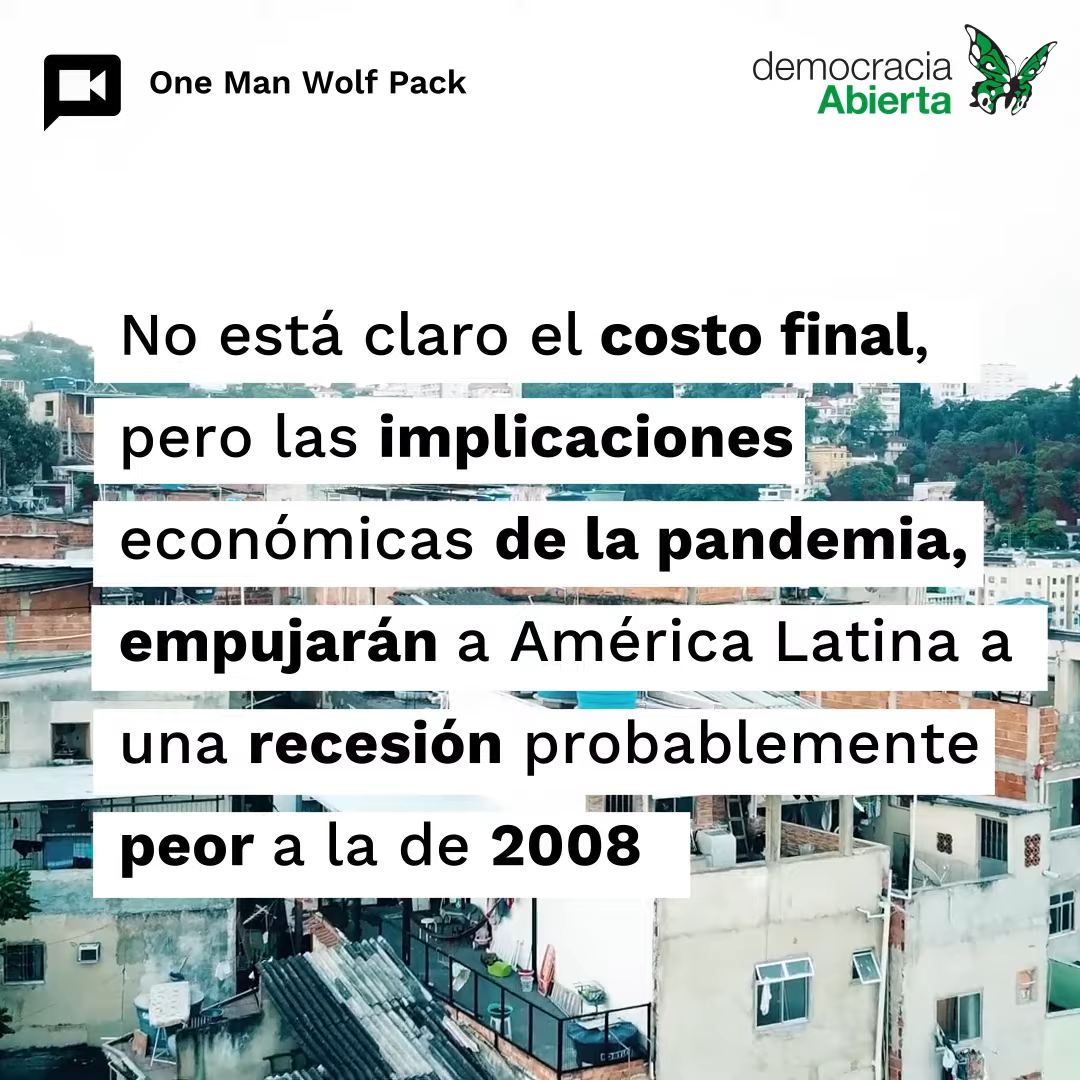 One Man Wolf Pack
democracia
Abierta
No está claro el costo final,
pero las implicaciones
económicas de la pandemia,
empujarán a América Latina a
una recesión probablemente
peor a la de 2008